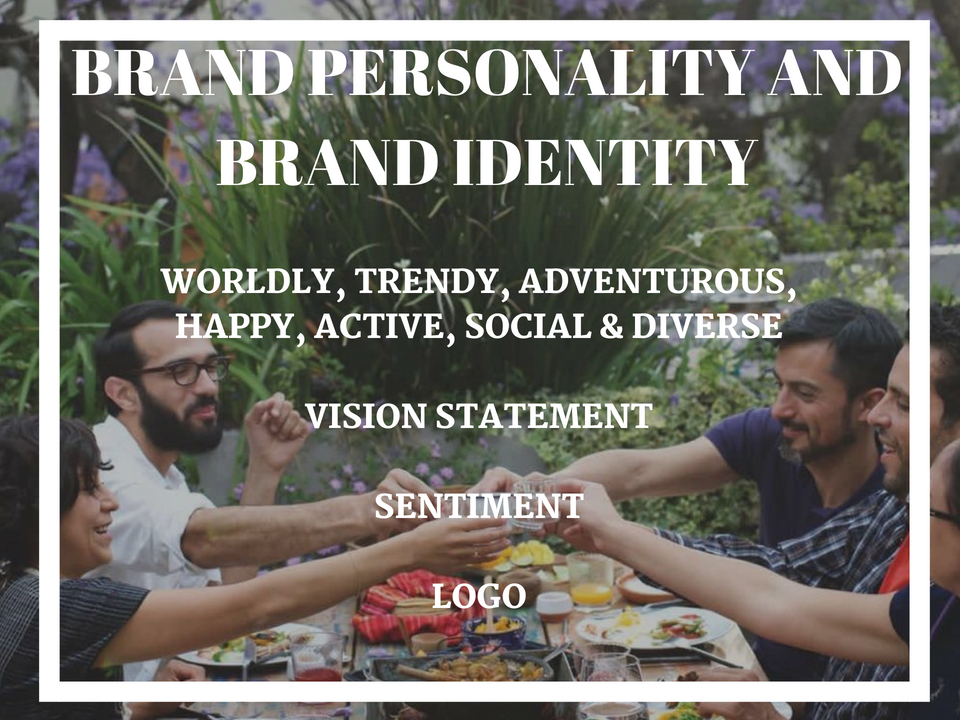 BRAND PERSONALITY AND
BRAND IDENTITY
WORLDLY, TRENDY, ADVENTUROUS,
HAPPY, ACTIVE, SOCIAL & DIVERSE
VISION STATEMENT
SENTIMENT
LOGO